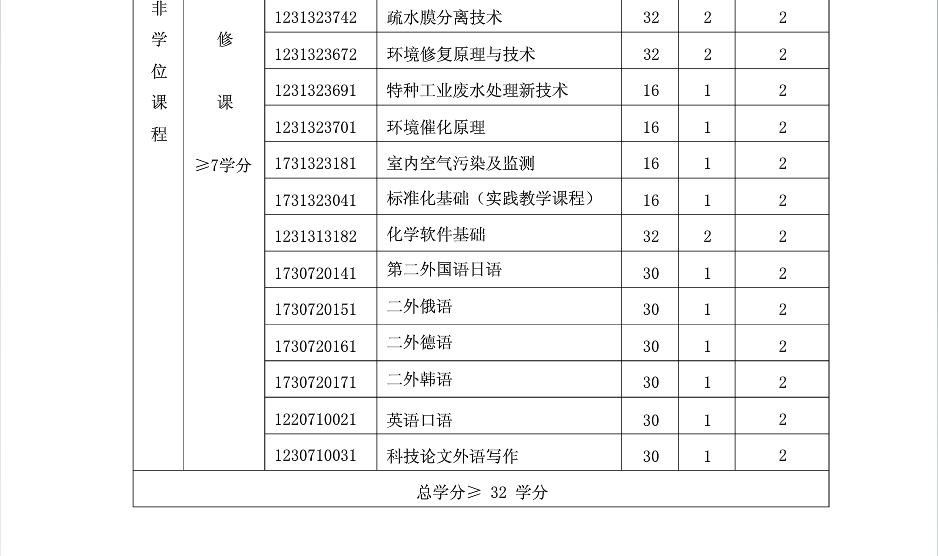 非学位课程
修课
≥7学分
1231323742 疏水膜分离技术 32 2 2
1231323672 环境修复原理与技术 32 2 2
1231323691 特种工业废水处理新技术 16 1 2
1231323701 环境催化原理 16 1 2
1731323181 室内空气污染及监测 16 1 2
1731323041 标准化基础（实践教学课程） 16 1 2
1231313182 化学软件基础 32 2 2
1730720141 第二外国语日语 30 1 2
1730720151 二外俄语 30 1 2
1730720161 二外德语 30 1 2
1730720171 二外韩语 30 1 2
1220710021 英语口语 30 1 2
1230710031 科技论文外语写作 30 1 2
总学分≥ 32 学分